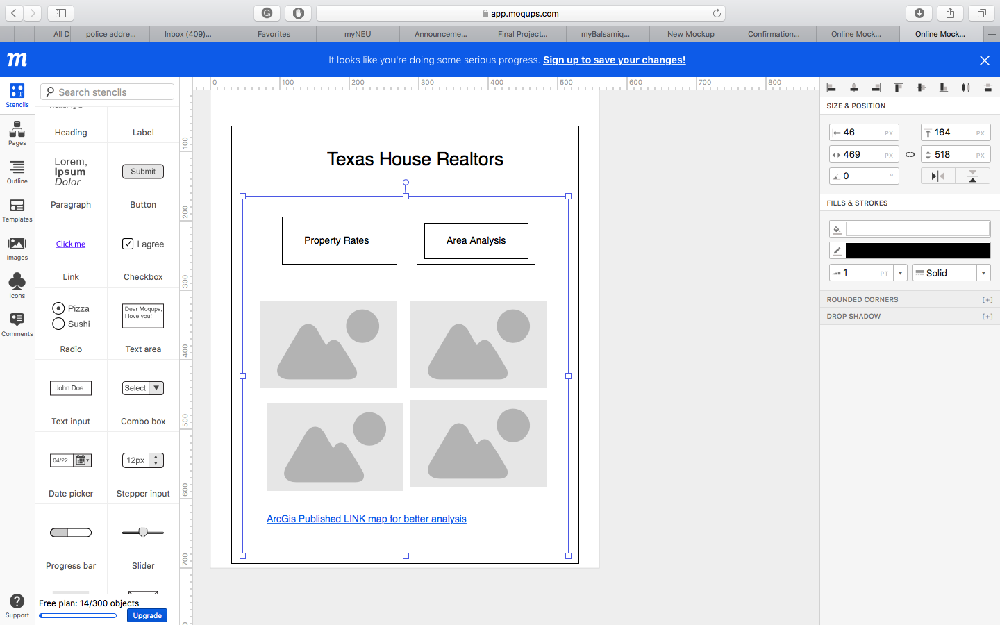 app.moqups.com
All D
police addre...
Inbox (409)...
Favorites
myNEU
Announceme...
Final Project...
myBalsamiq...
New Mockup
Confirmation...
Online Mock...
Online Mock...
m
It looks like you're doing some serious progress. Sign up to save your changes!
Stencils
Pages
Outline
Templates
Images
Icons
Comments
Support
Search stencils
Heading
Label
Lorem,
Ipsum
Dolor
Submit
Paragraph
Button
Click me
I agree
Link
Checkbox
Pizza
Sushi
Dear Moqups,
I love you!
Radio
Text area
John Doe
Select
Text input
Combo box
04/22
12px
Date picker
Stepper input
Progress bar
Slider
Free plan: 14/300 objects
Upgrade
0
100
200
300
400
500
600
700
800
100
200
300
400
500
600
700
Texas House Realtors
Property Rates
Area Analysis
ArcGis Published LINK map for better analysis
SIZE & POSITION
46 PX
164 PX
469 PX
518 PX
0 °
FILLS & STROKES
1 PT
Solid
ROUNDED CORNERS [+]
DROP SHADOW [+]